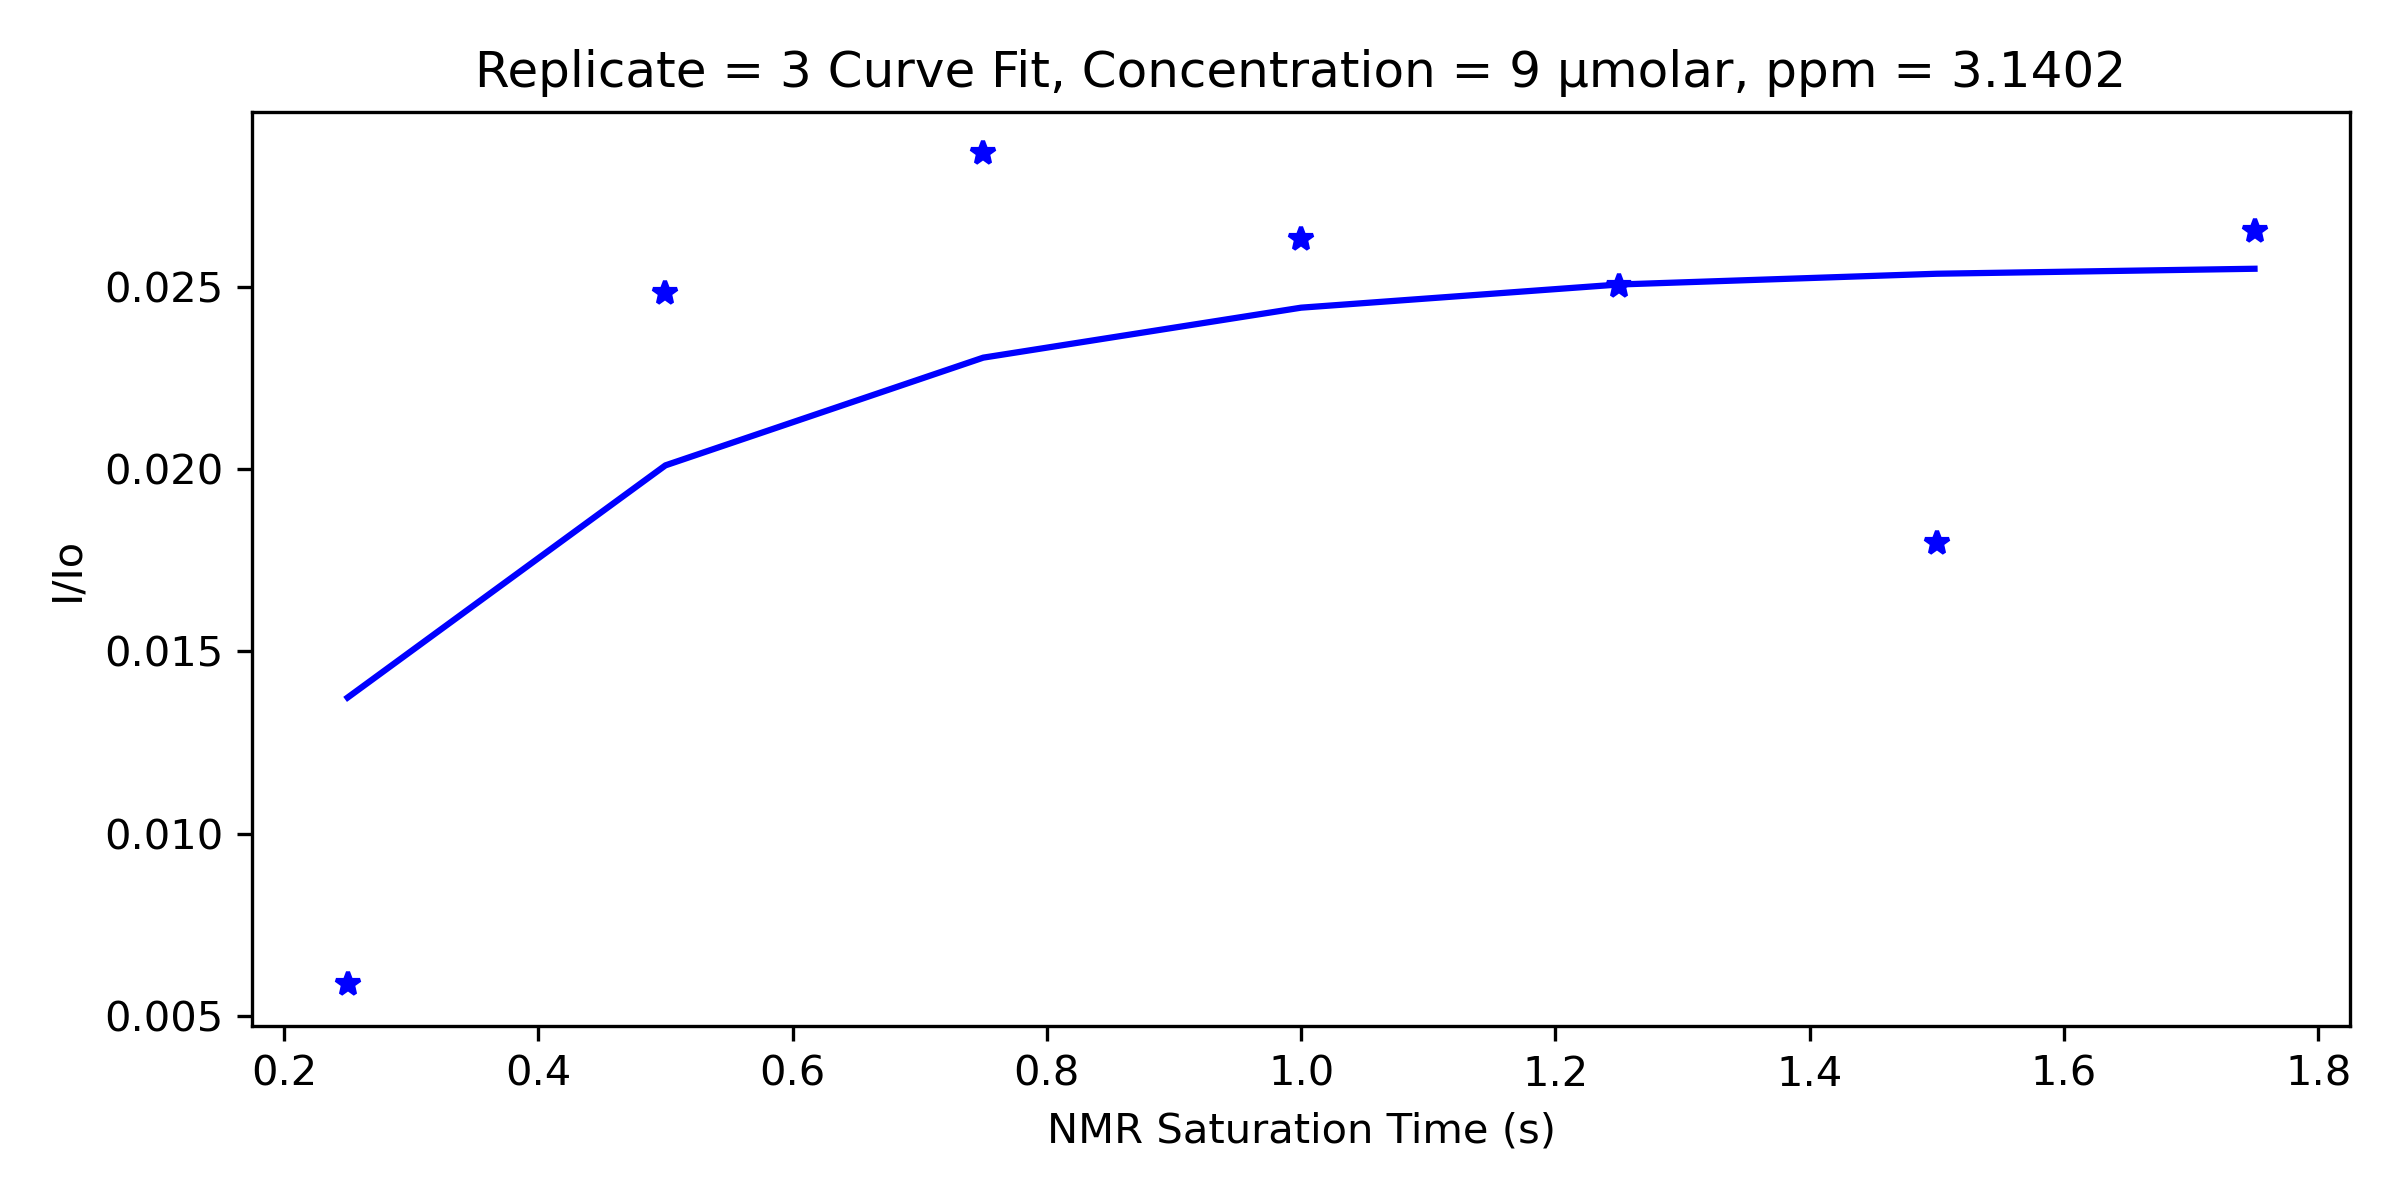 Replicate = 3 Curve Fit, Concentration = 9 μmolar, ppm = 3.1402
I/Io
0.025
0.020
0.015
0.010
0.005
0.2 0.4 0.6 0.8 1.0 1.2 1.4 1.6 1.8
NMR Saturation Time (s)